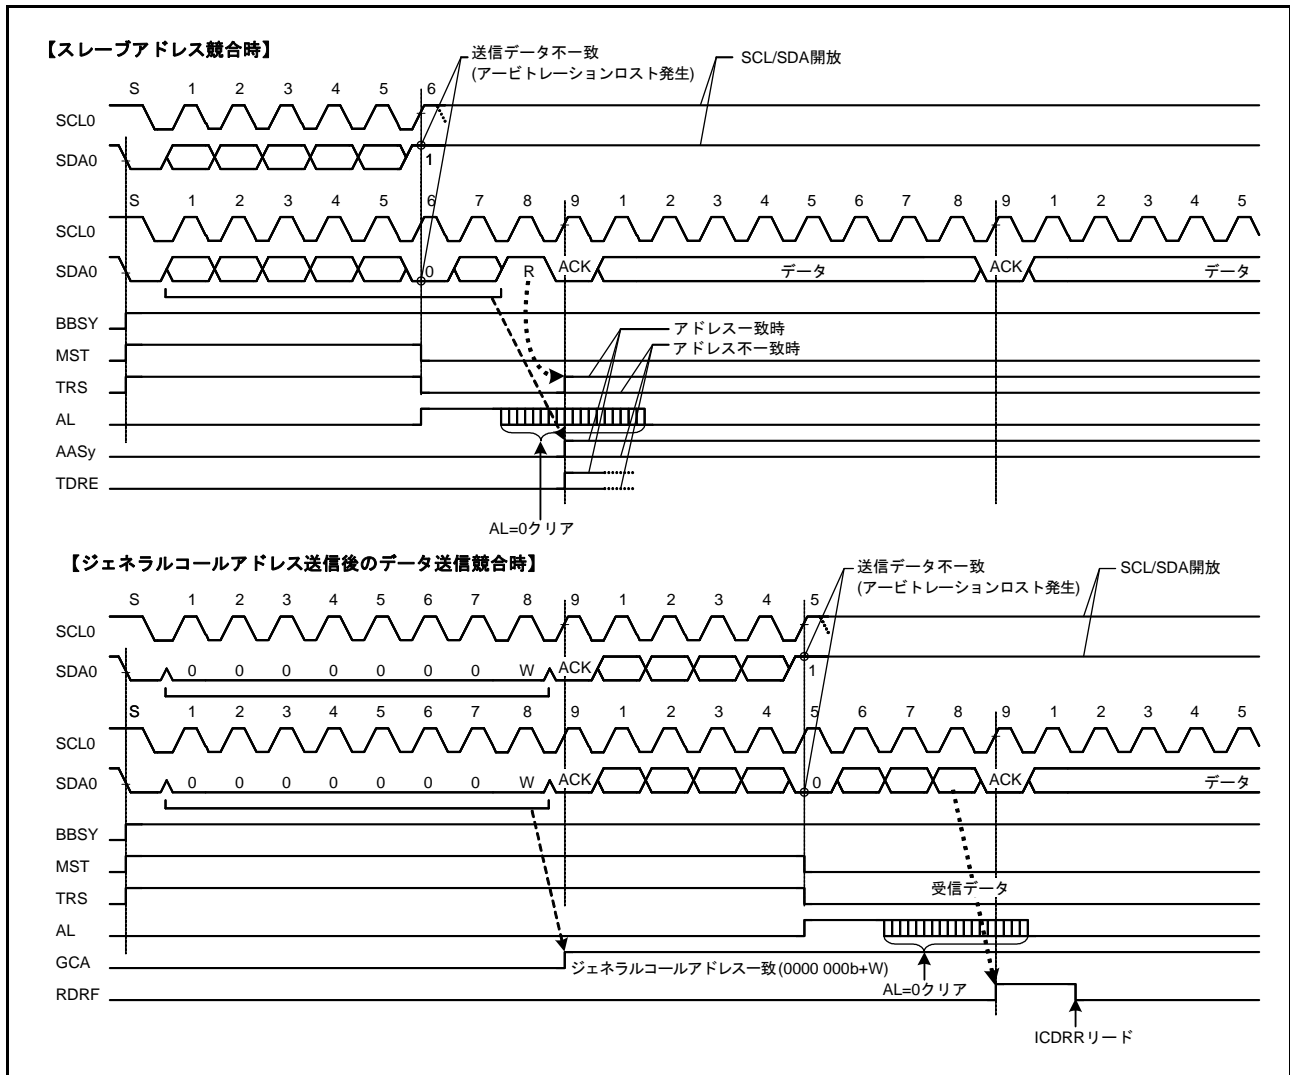 【スレーブアドレス競合時】
送信データ不一致
(アービトレーションロスト発生)
SCL/SDA開放
S 1 2 3 4 5 6
SCL0
SDA0 1
S 1 2 3 4 5 6 7 8 9 1 2 3 4 5 6 7 8 9 1 2 3 4 5
SCL0
SDA0 0 R ACK データ ACK データ
BBSY
アドレス一致時
MST
アドレス不一致時
TRS
AL
AASy
TDRE
AL=0クリア
【ジェネラルコールアドレス送信後のデータ送信競合時】
送信データ不一致
(アービトレーションロスト発生)
SCL/SDA開放
S 1 2 3 4 5 6 7 8 9 1 2 3 4 5
SCL0
SDA0 0 0 0 0 0 0 0 W ACK 1
S 1 2 3 4 5 6 7 8 9 1 2 3 4 5 6 7 8 9 1 2 3 4 5
SCL0
SDA0 0 0 0 0 0 0 0 W ACK 0 ACK データ
BBSY
MST
TRS 受信データ
AL
GCA ジェネラルコールアドレス一致(0000 000b+W)
AL=0クリア
RDRF
ICDRRリード